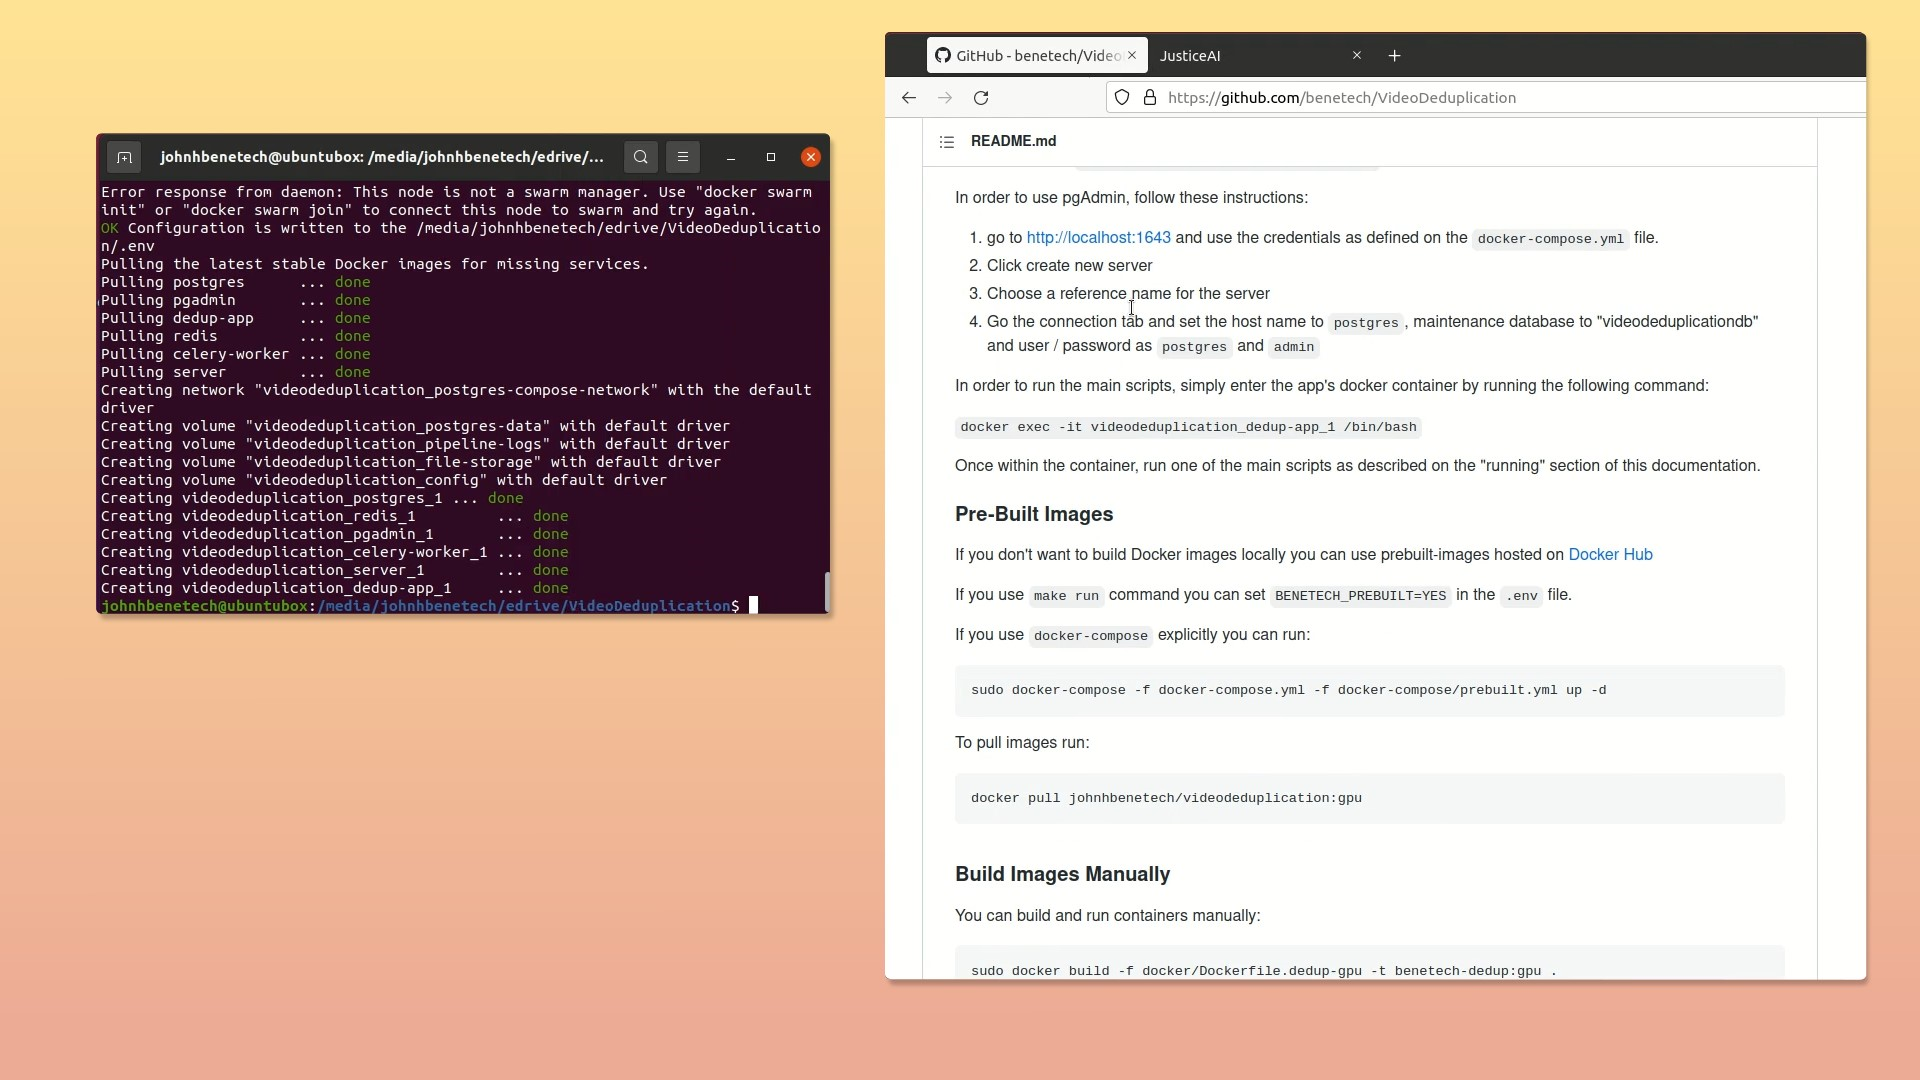 johnhbenetech@ubuntubox: /media/johnhbenetech/edrive/...
Error response from daemon: This node is not a swarm manager. Use "docker swarm
init" or "docker swarm join" to connect this node to swarm and try again.
OK Configuration is written to the /media/johnhbenetech/edrive/VideoDeduplicatio
n/.env
Pulling the latest stable Docker images for missing services.
Pulling postgres      ... done
Pulling pgadmin       ... done
Pulling dedup-app     ... done
Pulling redis         ... done
Pulling celery-worker ... done
Pulling server        ... done
Creating network "videodeduplication_postgres-compose-network" with the default
driver
Creating volume "videodeduplication_postgres-data" with default driver
Creating volume "videodeduplication_pipeline-logs" with default driver
Creating volume "videodeduplication_file-storage" with default driver
Creating volume "videodeduplication_config" with default driver
Creating videodeduplication_postgres_1 ... done
Creating videodeduplication_redis_1         ... done
Creating videodeduplication_pgadmin_1       ... done
Creating videodeduplication_celery-worker_1 ... done
Creating videodeduplication_server_1        ... done
Creating videodeduplication_dedup-app_1     ... done
johnhbenetech@ubuntubox:/media/johnhbenetech/edrive/VideoDeduplication$
GitHub - benetech/Video
JusticeAI
https://github.com/benetech/VideoDeduplication
README.md
In order to use pgAdmin, follow these instructions:
1. go to http://localhost:1643 and use the credentials as defined on the docker-compose.yml file.
2. Click create new server
3. Choose a reference name for the server
4. Go the connection tab and set the host name to postgres, maintenance database to "videodeduplicationdb"
and user / password as postgres and admin
In order to run the main scripts, simply enter the app's docker container by running the following command:
docker exec -it videodeduplication_dedup-app_1 /bin/bash
Once within the container, run one of the main scripts as described on the "running" section of this documentation.
Pre-Built Images
If you don't want to build Docker images locally you can use prebuilt-images hosted on Docker Hub
If you use make run command you can set BENETECH_PREBUILT=YES in the .env file.
If you use docker-compose explicitly you can run:
sudo docker-compose -f docker-compose.yml -f docker-compose/prebuilt.yml up -d
To pull images run:
docker pull johnhbenetech/videodeduplication:gpu
Build Images Manually
You can build and run containers manually:
sudo docker build -f docker/Dockerfile.dedup-gpu -t benetech-dedup:gpu .